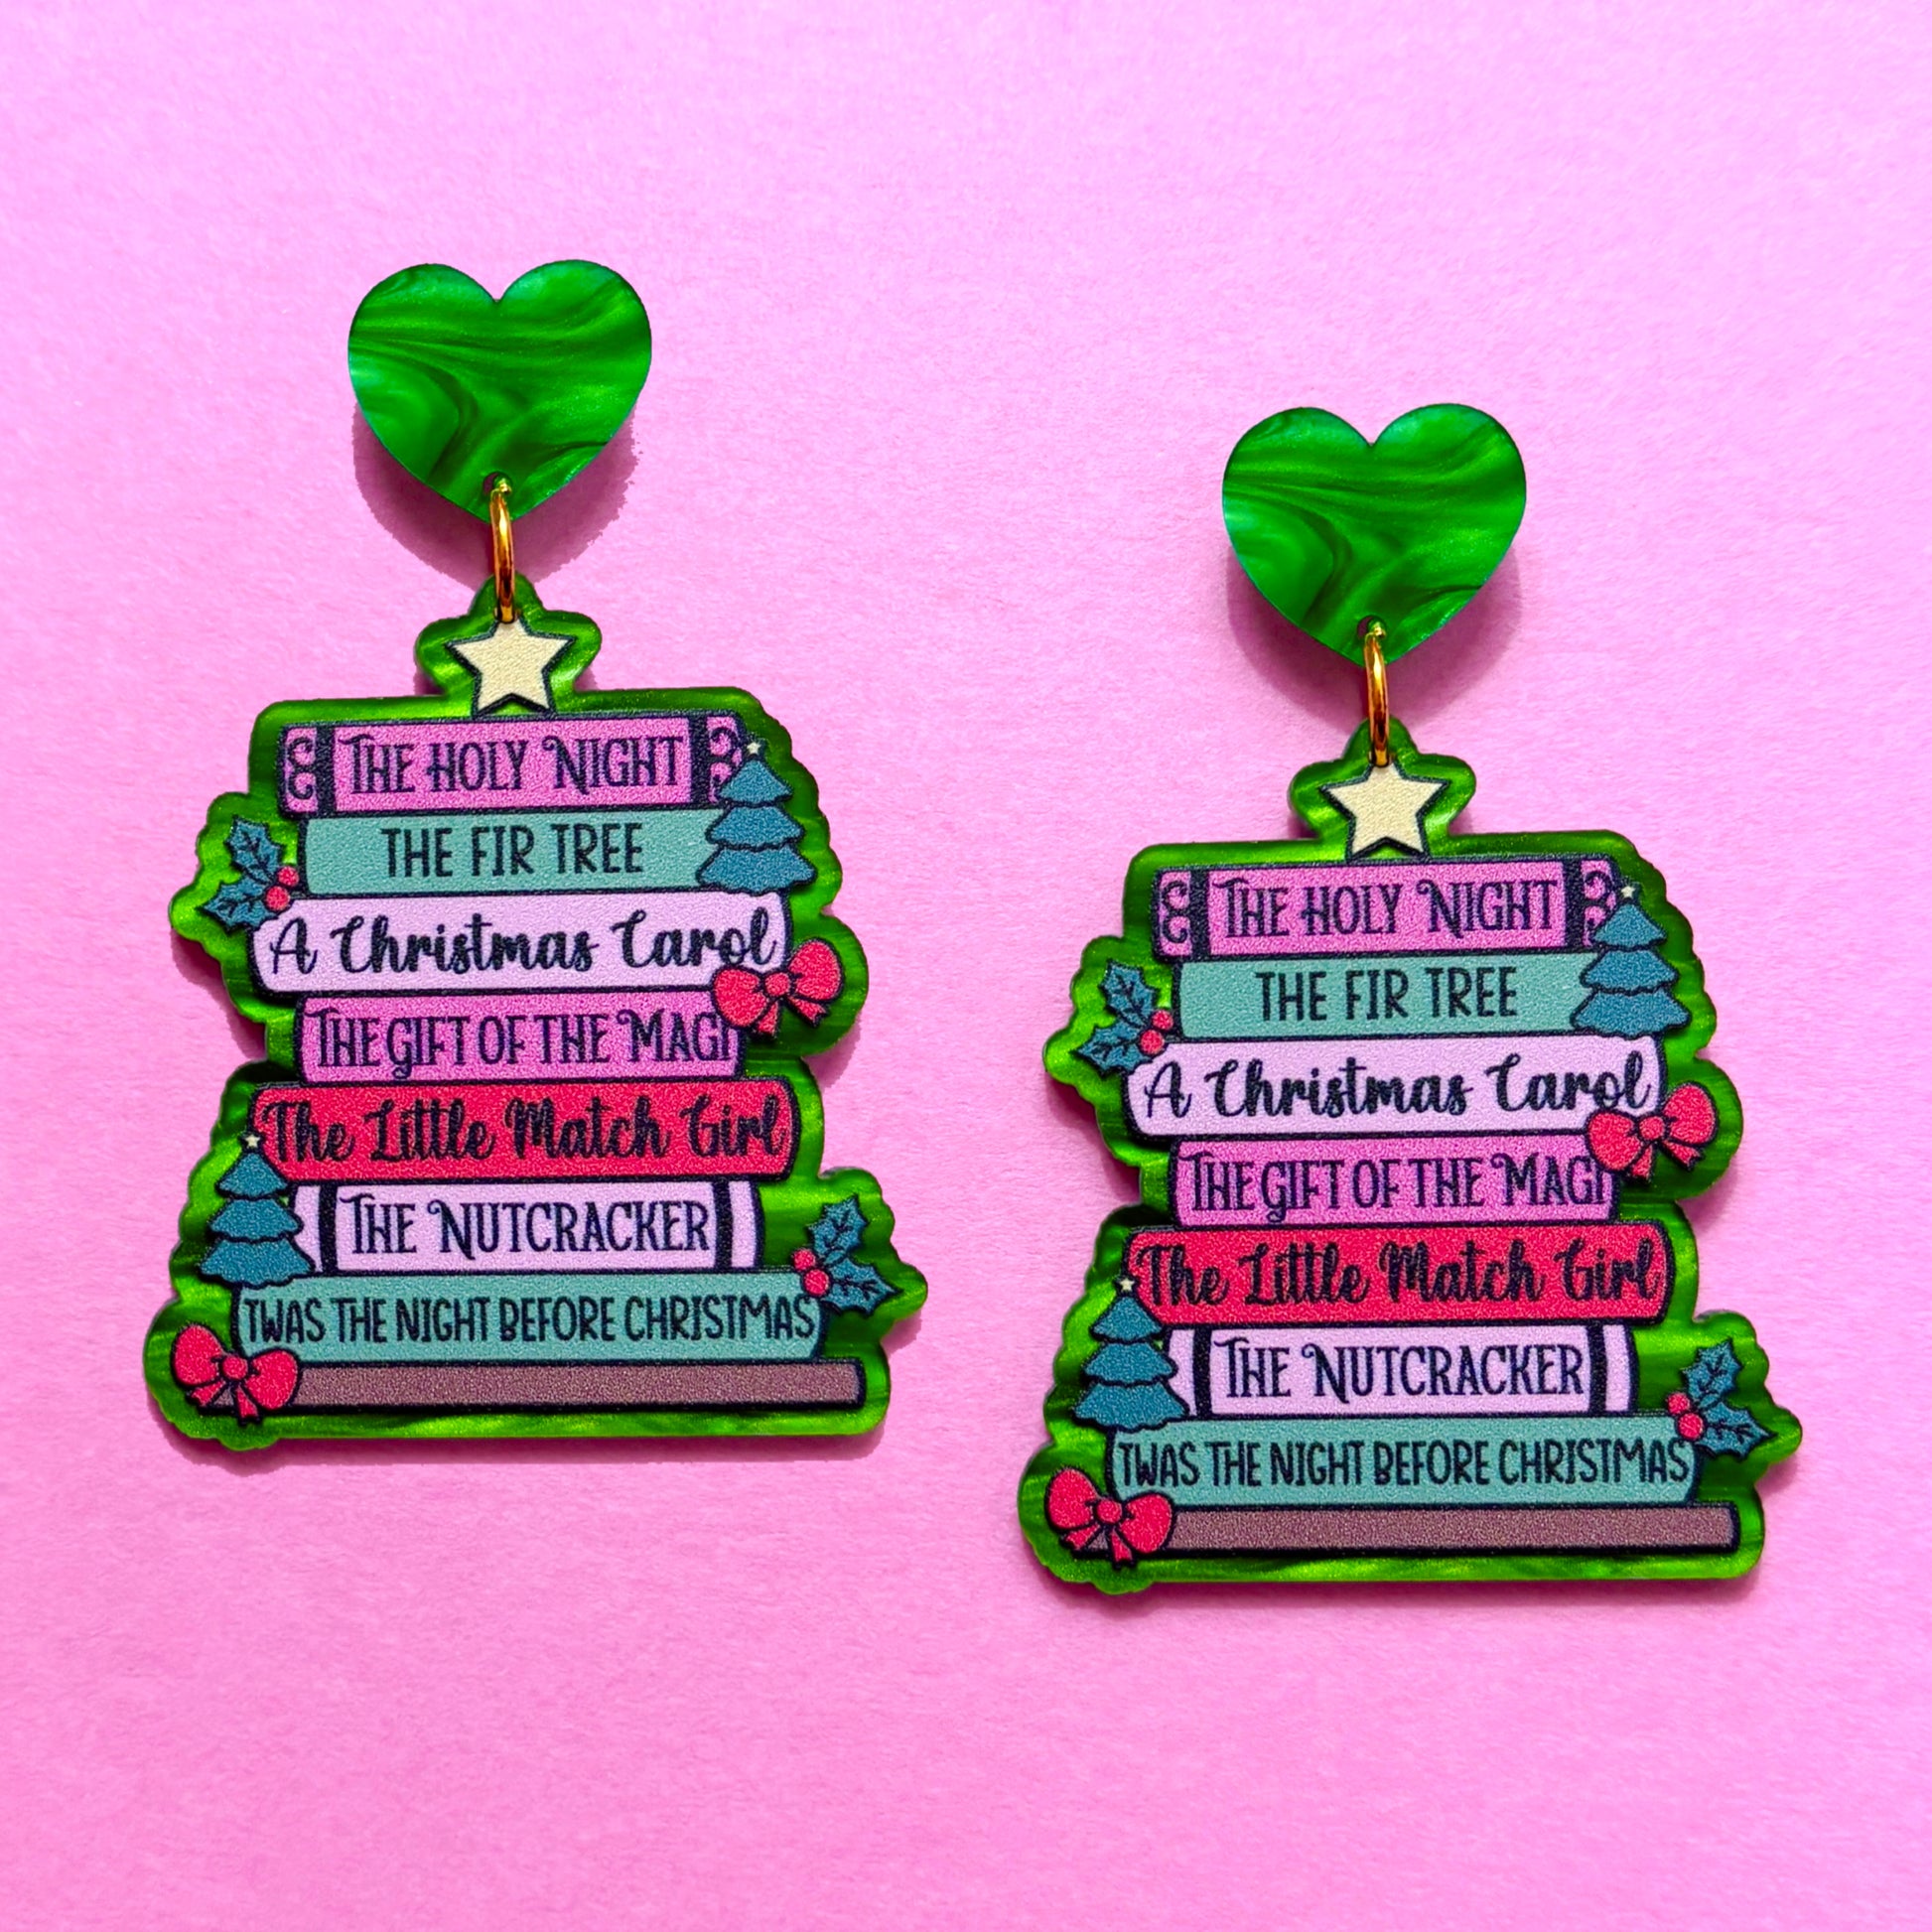 THE HOLY NIGHT
THE FIR TREE
A Christmas Carol
THE GIFT OF THE MAGI
The Little Match Girl
THE NUTCRACKER
TWAS THE NIGHT BEFORE CHRISTMAS
THE HOLY NIGHT
THE FIR TREE
A Christmas Carol
THE GIFT OF THE MAGI
The Little Match Girl
THE NUTCRACKER
TWAS THE NIGHT BEFORE CHRISTMAS